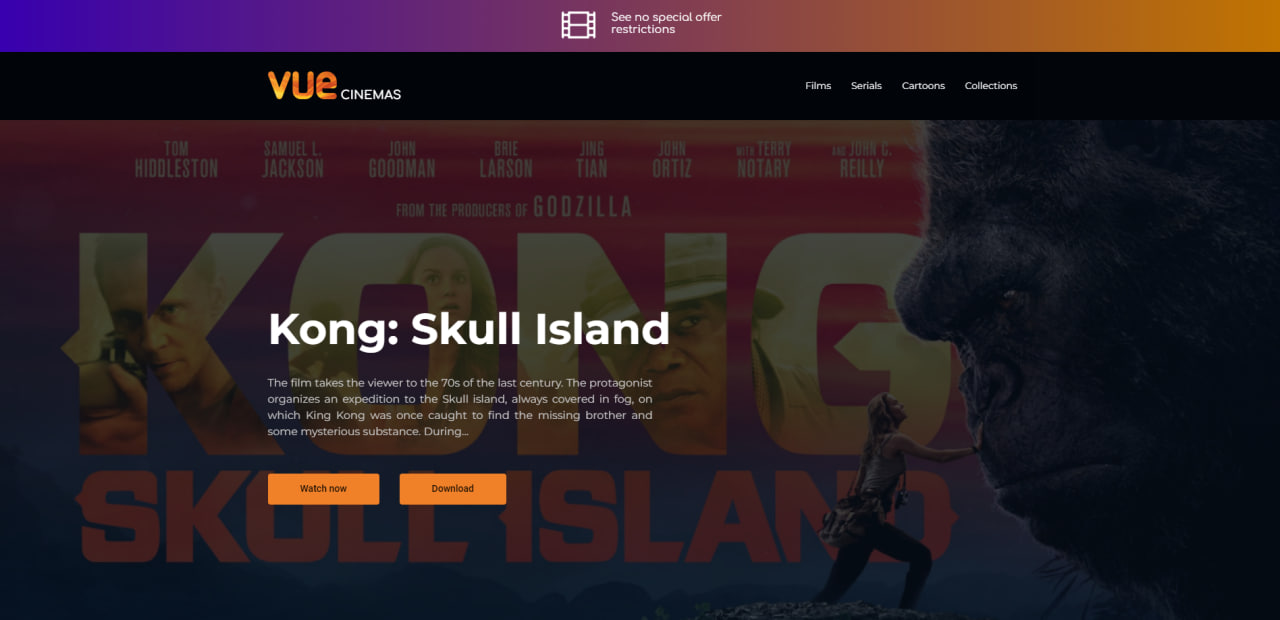 See no special offer
restrictions
vue CINEMAS
Films Serials Cartoons Collections
TOM HIDDLESTON SAMUEL L. JACKSON JOHN GOODMAN BRIE LARSON JING TIAN JOHN ORTIZ WITH TERRY NOTARY AND JOHN C. REILLY
FROM THE PRODUCERS OF GODZILLA
KONG
Kong: Skull Island
The film takes the viewer to the 70s of the last century. The protagonist
organizes an expedition to the Skull island, always covered in fog, on
which King Kong was once caught to find the missing brother and
some mysterious substance. During...
Watch now Download
SKULL ISLAND